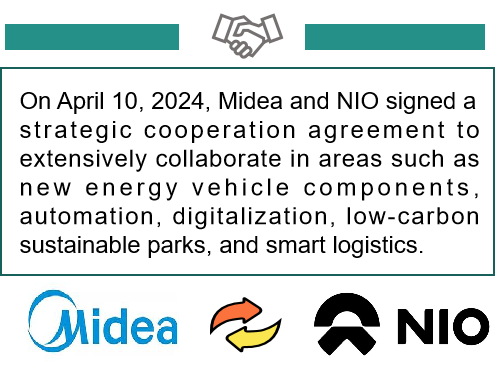 On April 10, 2024, Midea and NIO signed a
strategic cooperation agreement to
extensively collaborate in areas such as
new energy vehicle components,
automation, digitalization, low-carbon
sustainable parks, and smart logistics.
Midea NIO